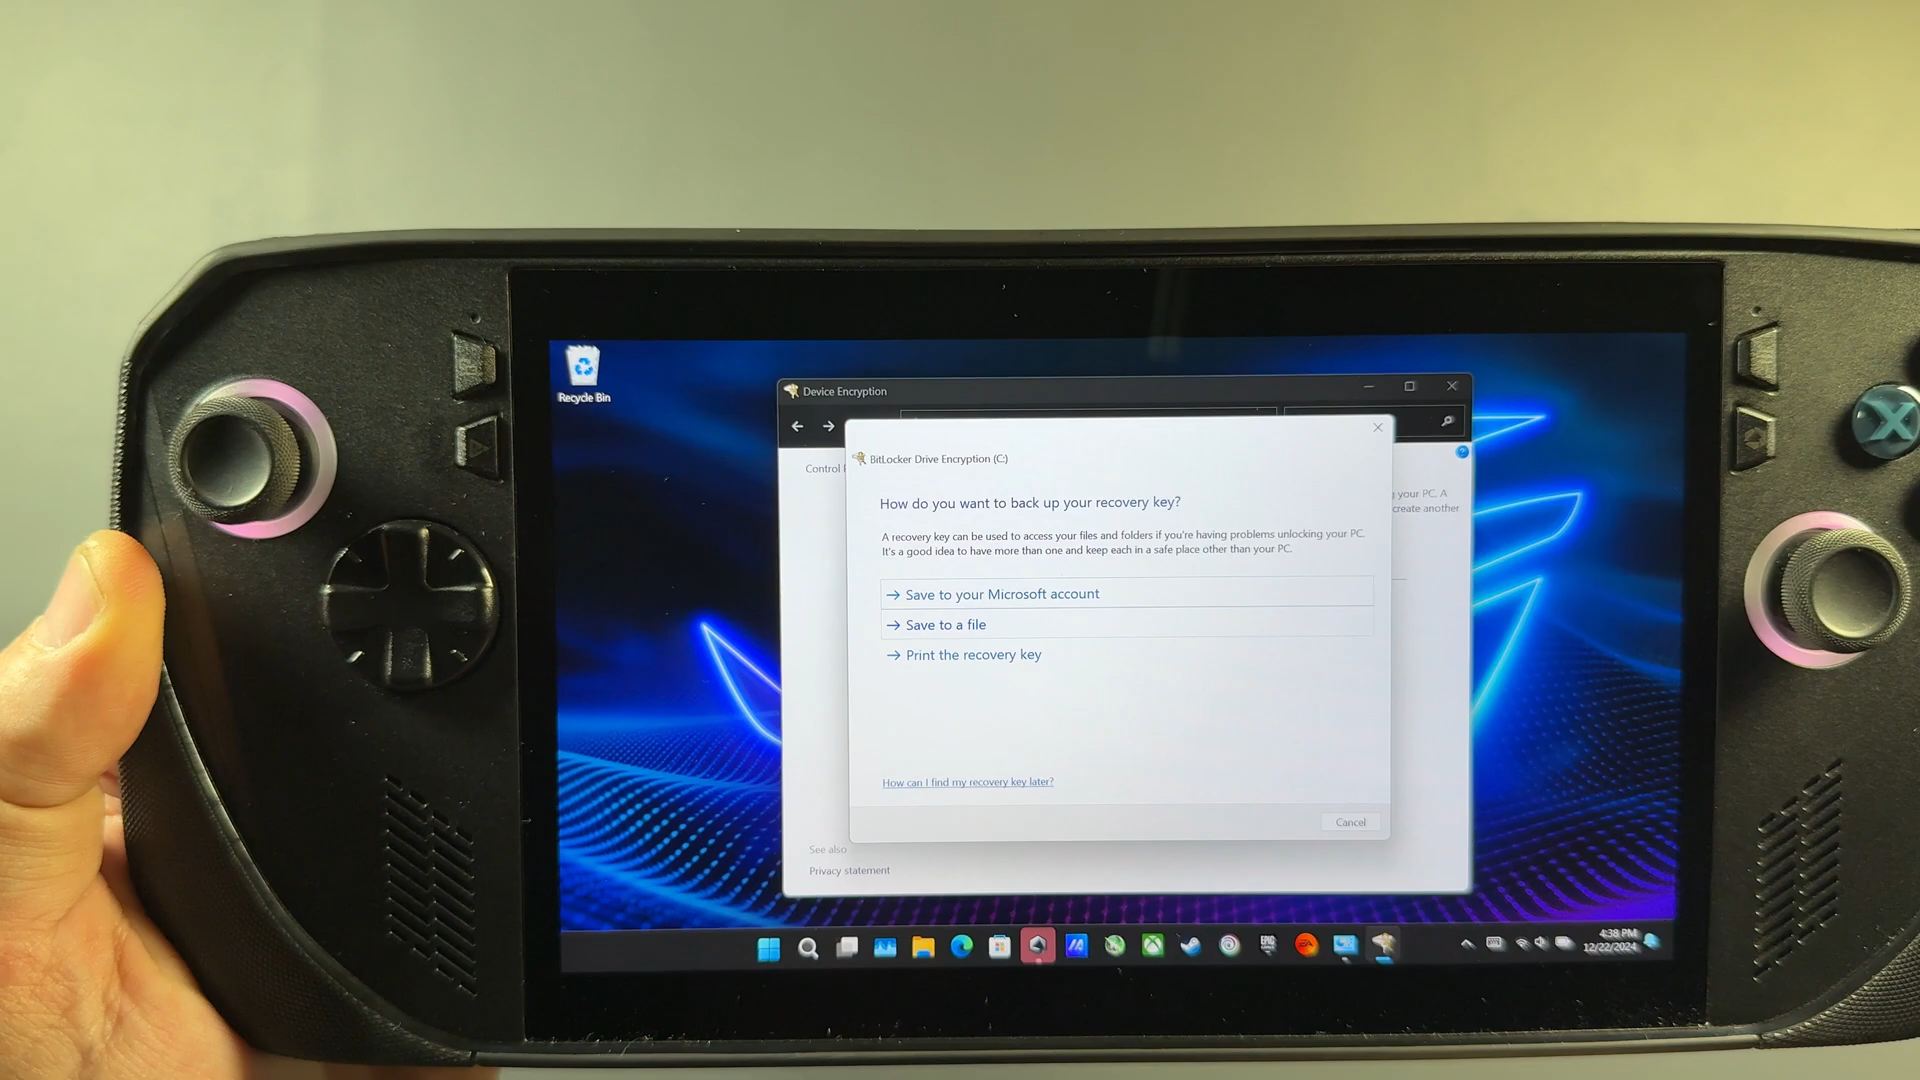 Recycle Bin
Device Encryption
Control
BitLocker Drive Encryption (C:)
How do you want to back up your recovery key?
your PC. A
create another
A recovery key can be used to access your files and folders if you're having problems unlocking your PC.
It's a good idea to have more than one and keep each in a safe place other than your PC.
→ Save to your Microsoft account
→ Save to a file
→ Print the recovery key
How can I find my recovery key later?
Cancel
See also
Privacy statement
EPIC
EA
4:38 PM
12/22/2024
X